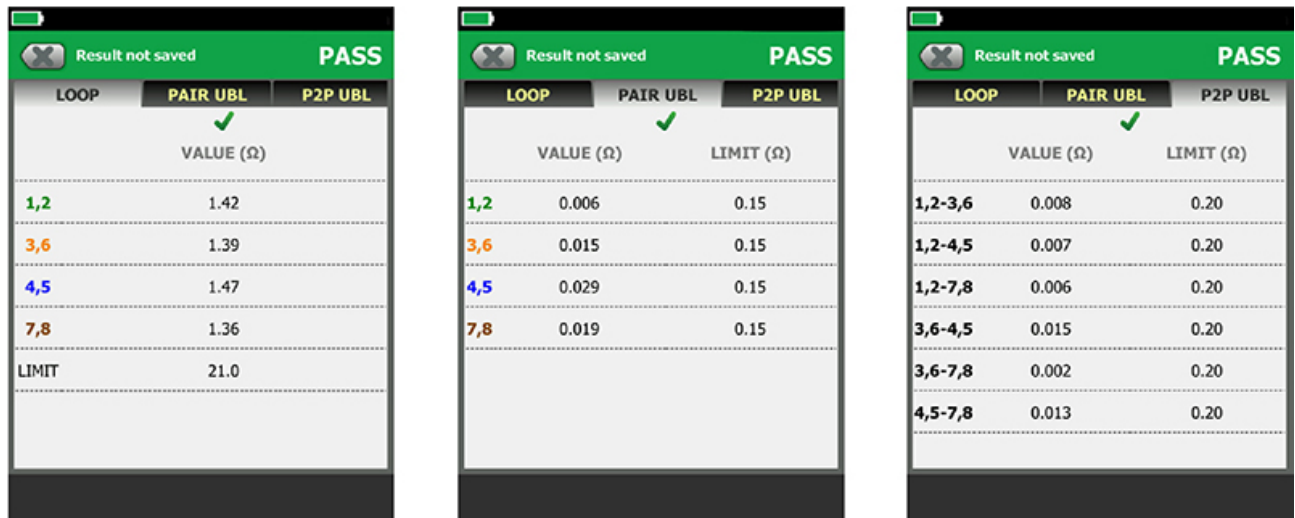 Result not saved PASS
LOOP PAIR UBL P2P UBL
VALUE (Ω)
1,2 1.42
3,6 1.39
4,5 1.47
7,8 1.36
LIMIT 21.0
Result not saved PASS
LOOP PAIR UBL P2P UBL
VALUE (Ω) LIMIT (Ω)
1,2 0.006 0.15
3,6 0.015 0.15
4,5 0.029 0.15
7,8 0.019 0.15
Result not saved PASS
LOOP PAIR UBL P2P UBL
VALUE (Ω) LIMIT (Ω)
1,2-3,6 0.008 0.20
1,2-4,5 0.007 0.20
1,2-7,8 0.006 0.20
3,6-4,5 0.015 0.20
3,6-7,8 0.002 0.20
4,5-7,8 0.013 0.20